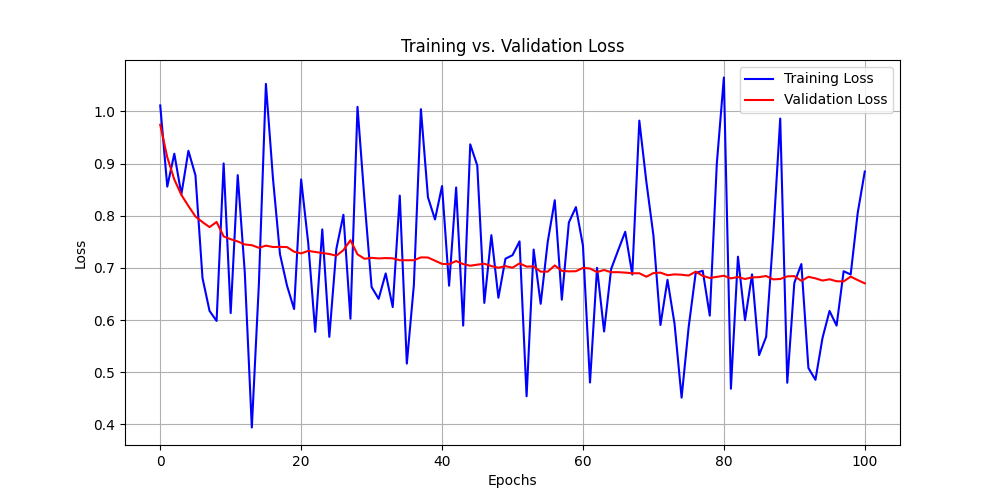 Training vs. Validation Loss
Training Loss
Validation Loss
Loss
1.0
0.9
0.8
0.7
0.6
0.5
0.4
0 20 40 60 80 100
Epochs